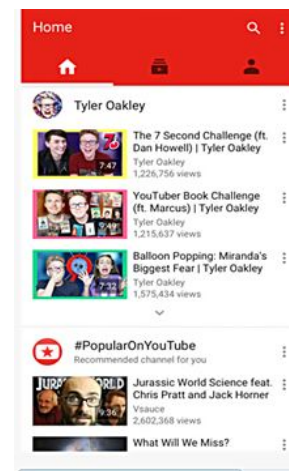 Home
Tyler Oakley
The 7 Second Challenge (ft.
Dan Howell) | Tyler Oakley
Tyler Oakley
1,226,756 views
7:47
YouTuber Book Challenge
(ft. Marcus) | Tyler Oakley
Tyler Oakley
1,215,637 views
9:49
Balloon Popping: Miranda's
Biggest Fear | Tyler Oakley
Tyler Oakley
1,575,434 views
7:32
#PopularOnYouTube
Recommended channel for you
Jurassic World Science feat.
Chris Pratt and Jack Horner
Vsauce
2,602,368 views
9:36
What Will We Miss?